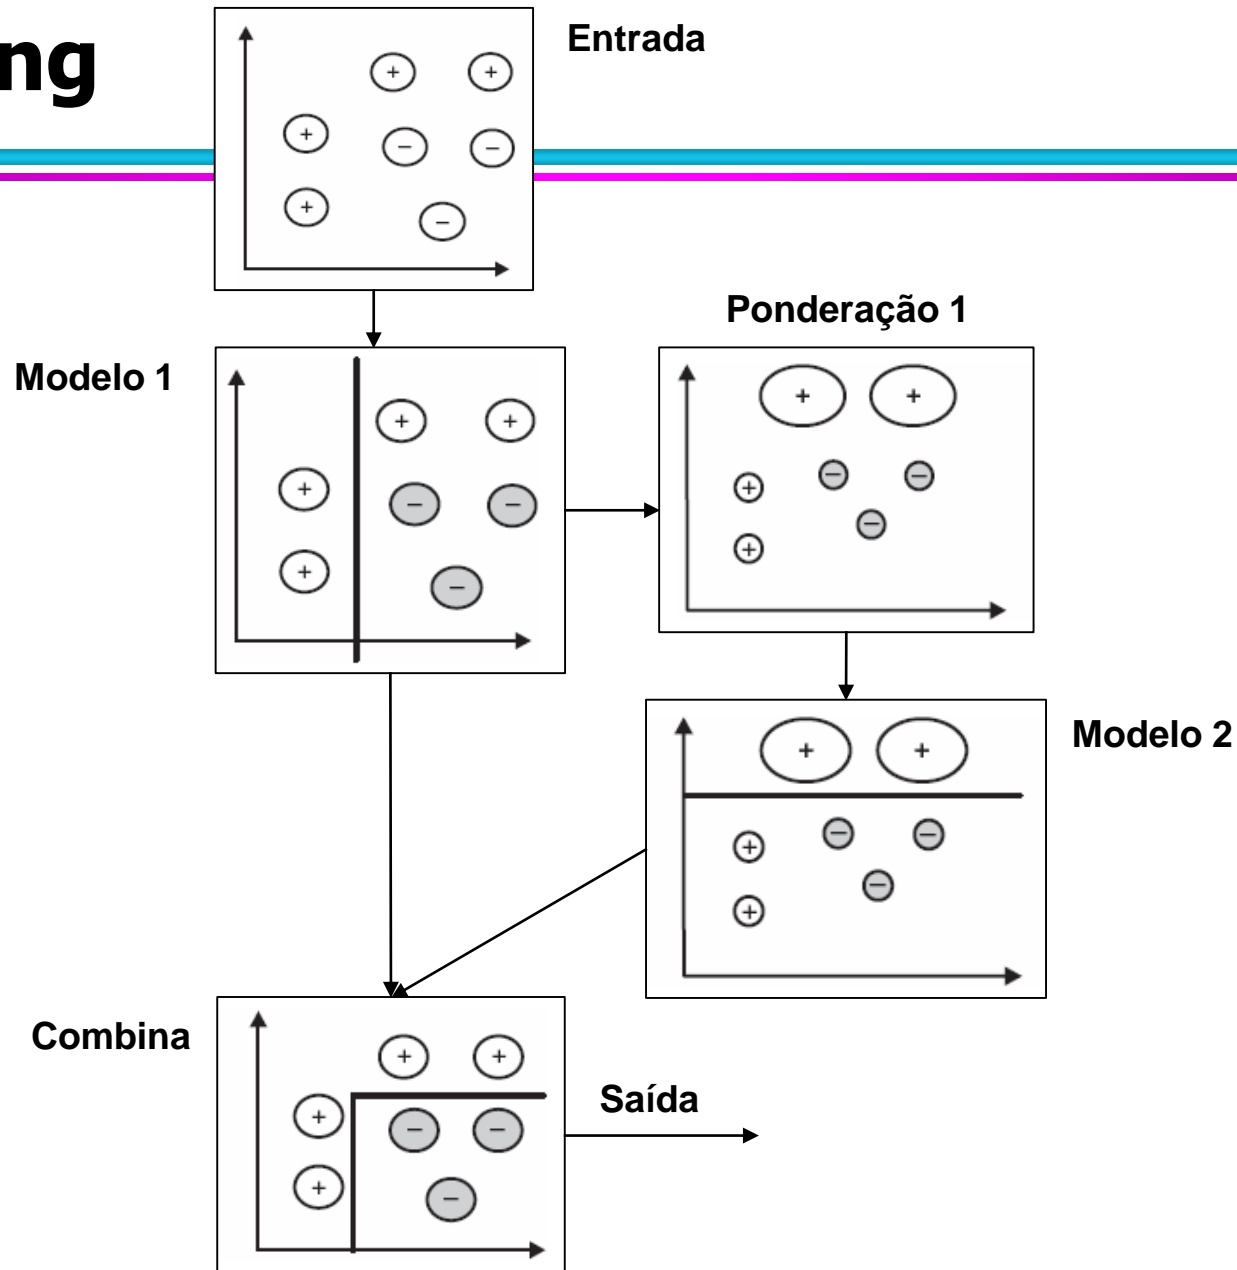 ng
Entrada
+ +
+ − −
+ −
Ponderação 1
Modelo 1
+ +
+ − −
+ −
+ +
+ − −
+ −
Modelo 2
+ +
+ − −
+ −
Combina
+ +
+ − −
+ −
Saída